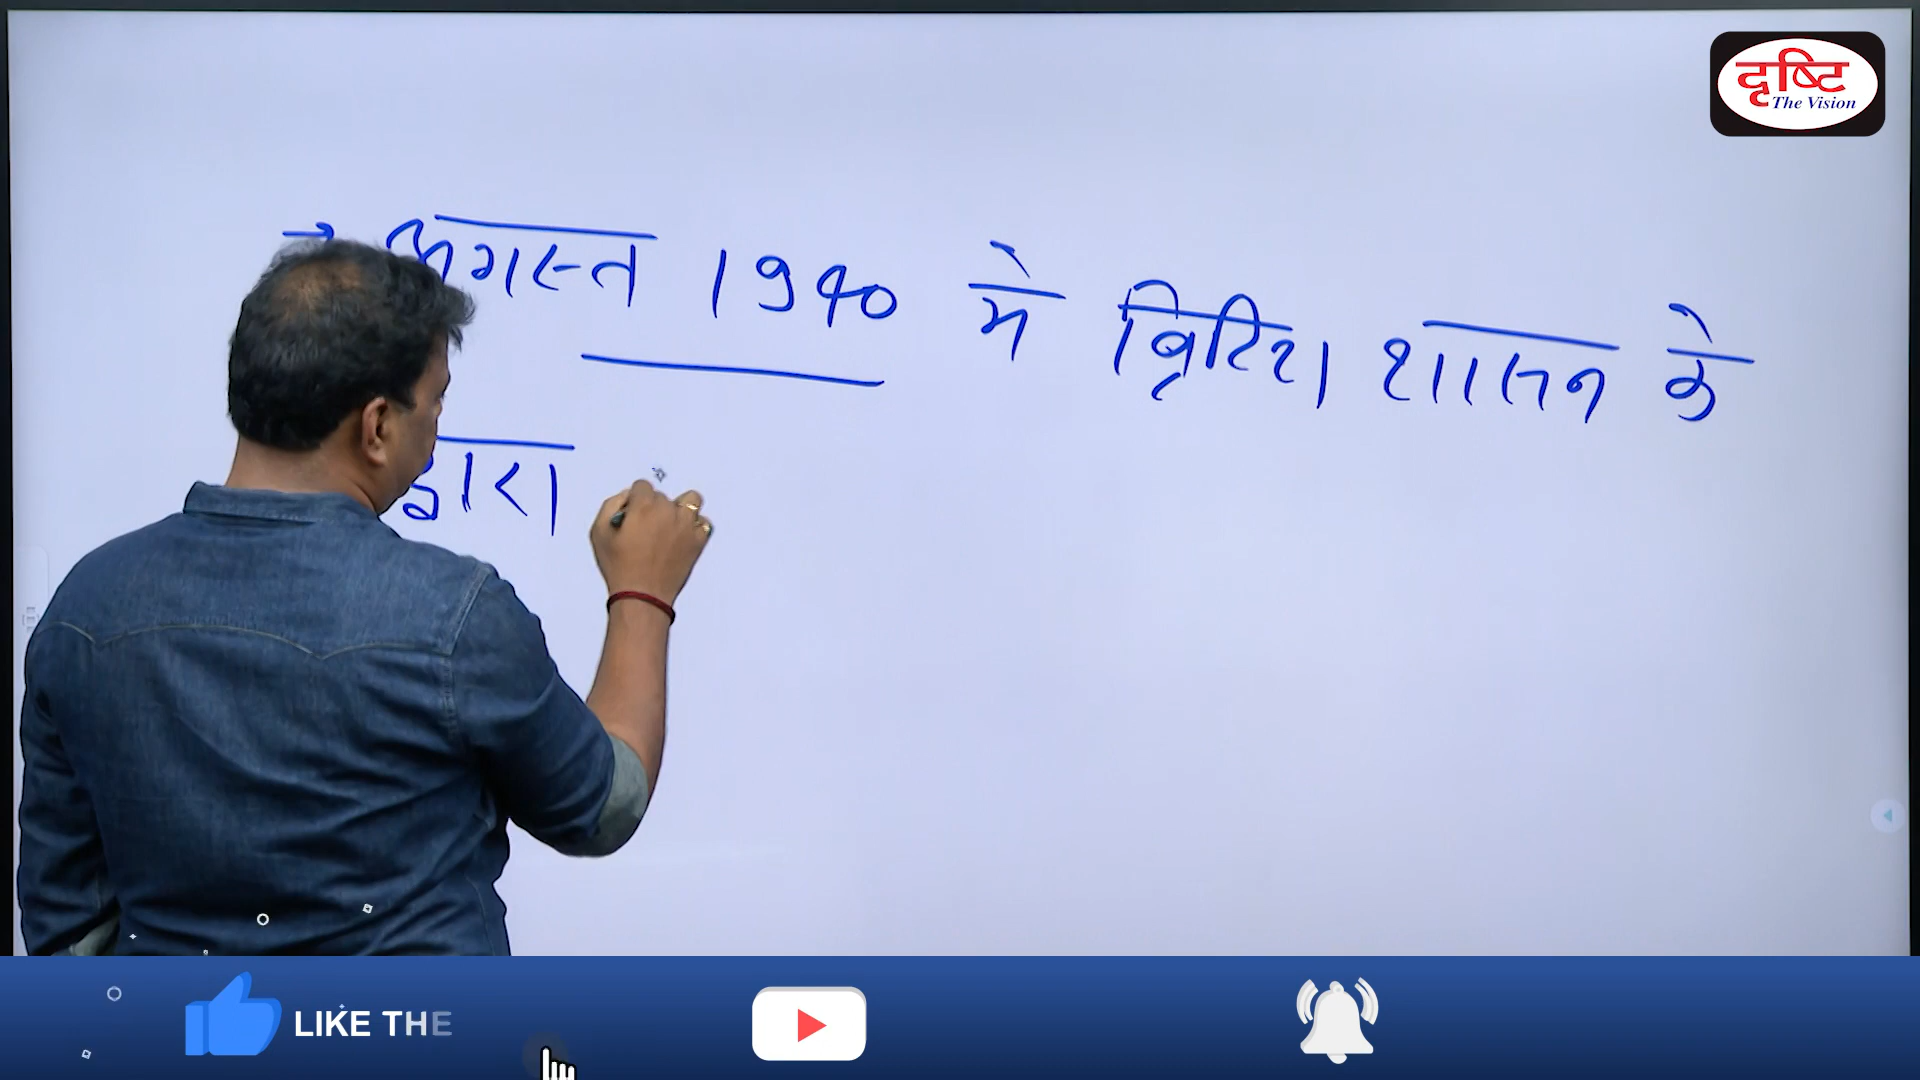 दृष्टि
The Vision
→ अगस्त 1940 में ब्रिटिश शासन के
द्वारा
LIKE THE